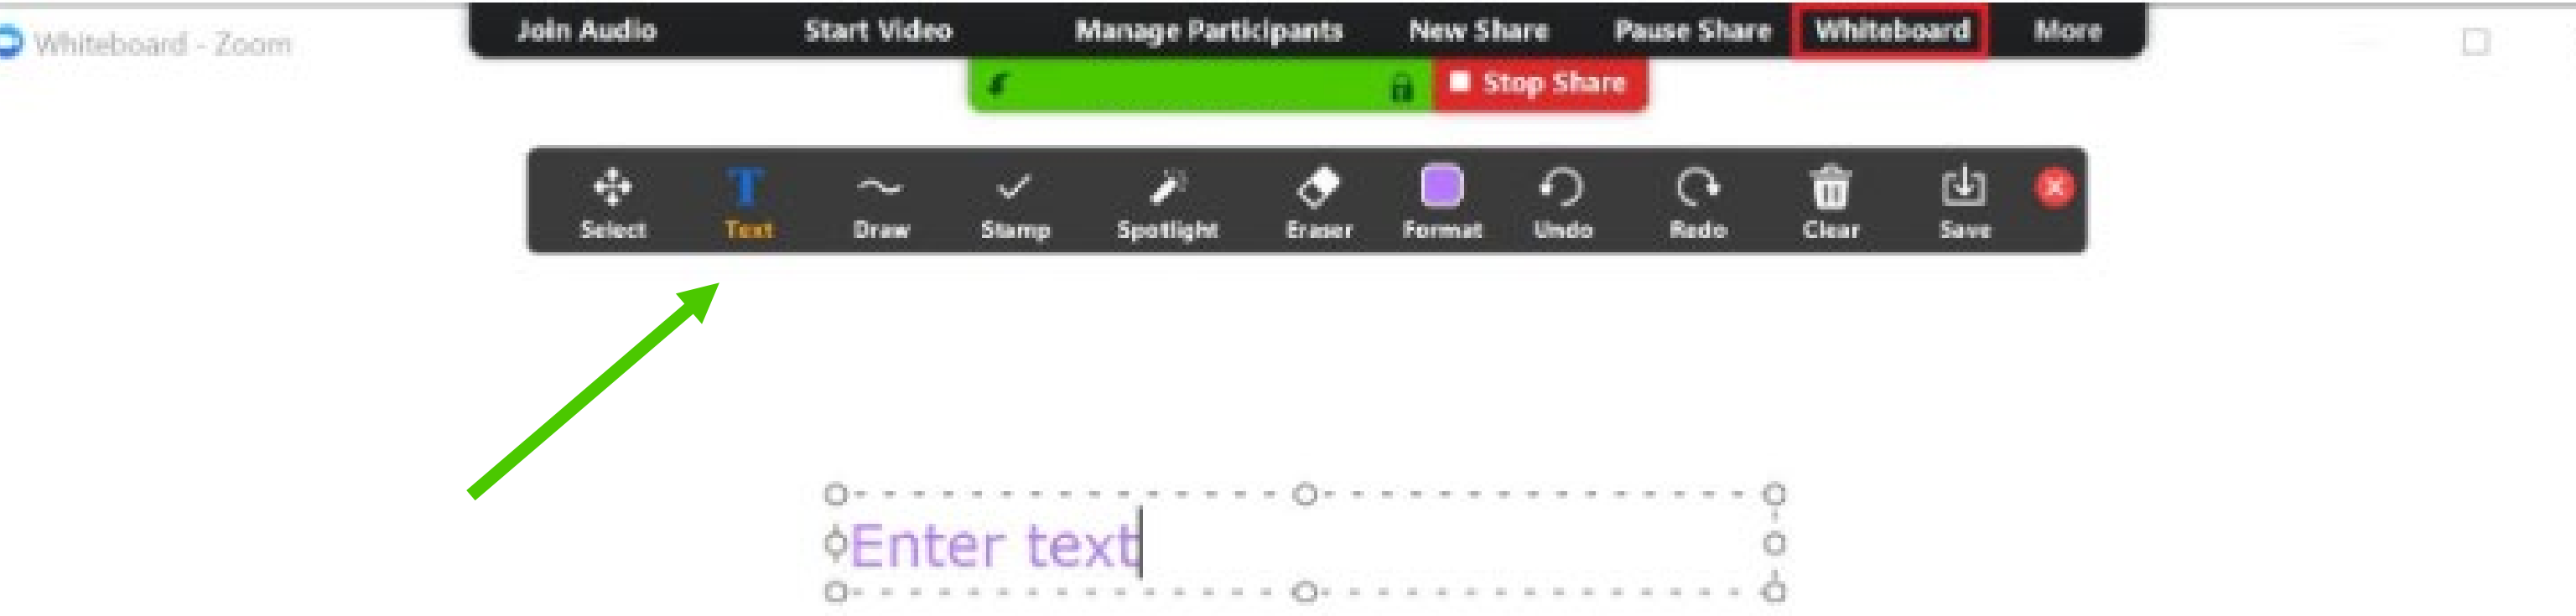 Whiteboard - Zoom
Join Audio Start Video Manage Participants New Share Pause Share Whiteboard More
Stop Share
Select Text Draw Stamp Spotlight Eraser Format Undo Redo Clear Save
Enter text